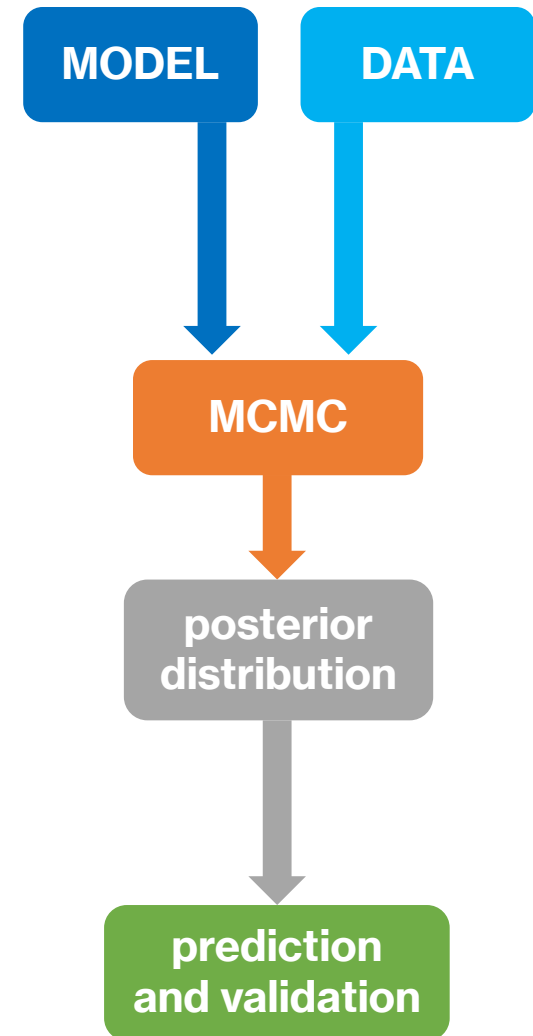 MODEL
DATA
MCMC
posterior
distribution
prediction
and validation